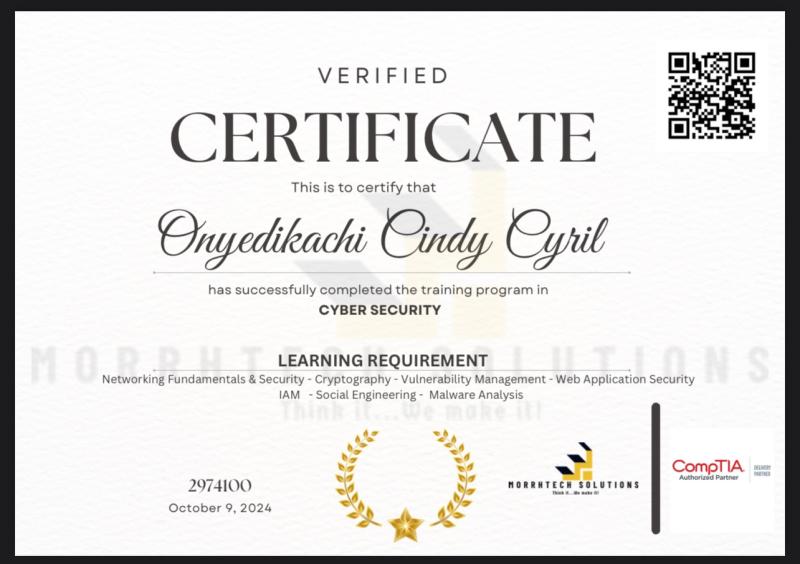 VERIFIED
CERTIFICATE
This is to certify that
Onyedikachi Cindy Cyril
has successfully completed the training program in
CYBER SECURITY
MORRHTECH SOLUTIONS
Think it...We make it!
LEARNING REQUIREMENT
Networking Fundamentals & Security - Cryptography - Vulnerability Management - Web Application Security
IAM - Social Engineering - Malware Analysis
2974100
October 9, 2024
MORRHTECH SOLUTIONS
Think it...We make it!
CompTIA
Authorized Partner
DELIVERY
PARTNER